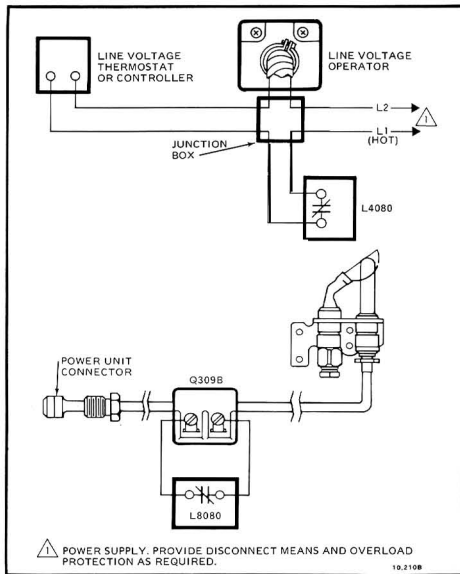 LINE VOLTAGE
THERMOSTAT
OR CONTROLLER
LINE VOLTAGE
OPERATOR
L2
1
L1
(HOT)
JUNCTION
BOX
L4080
POWER UNIT
CONNECTOR
Q309B
L8080
1 POWER SUPPLY. PROVIDE DISCONNECT MEANS AND OVERLOAD
PROTECTION AS REQUIRED.
10,210B